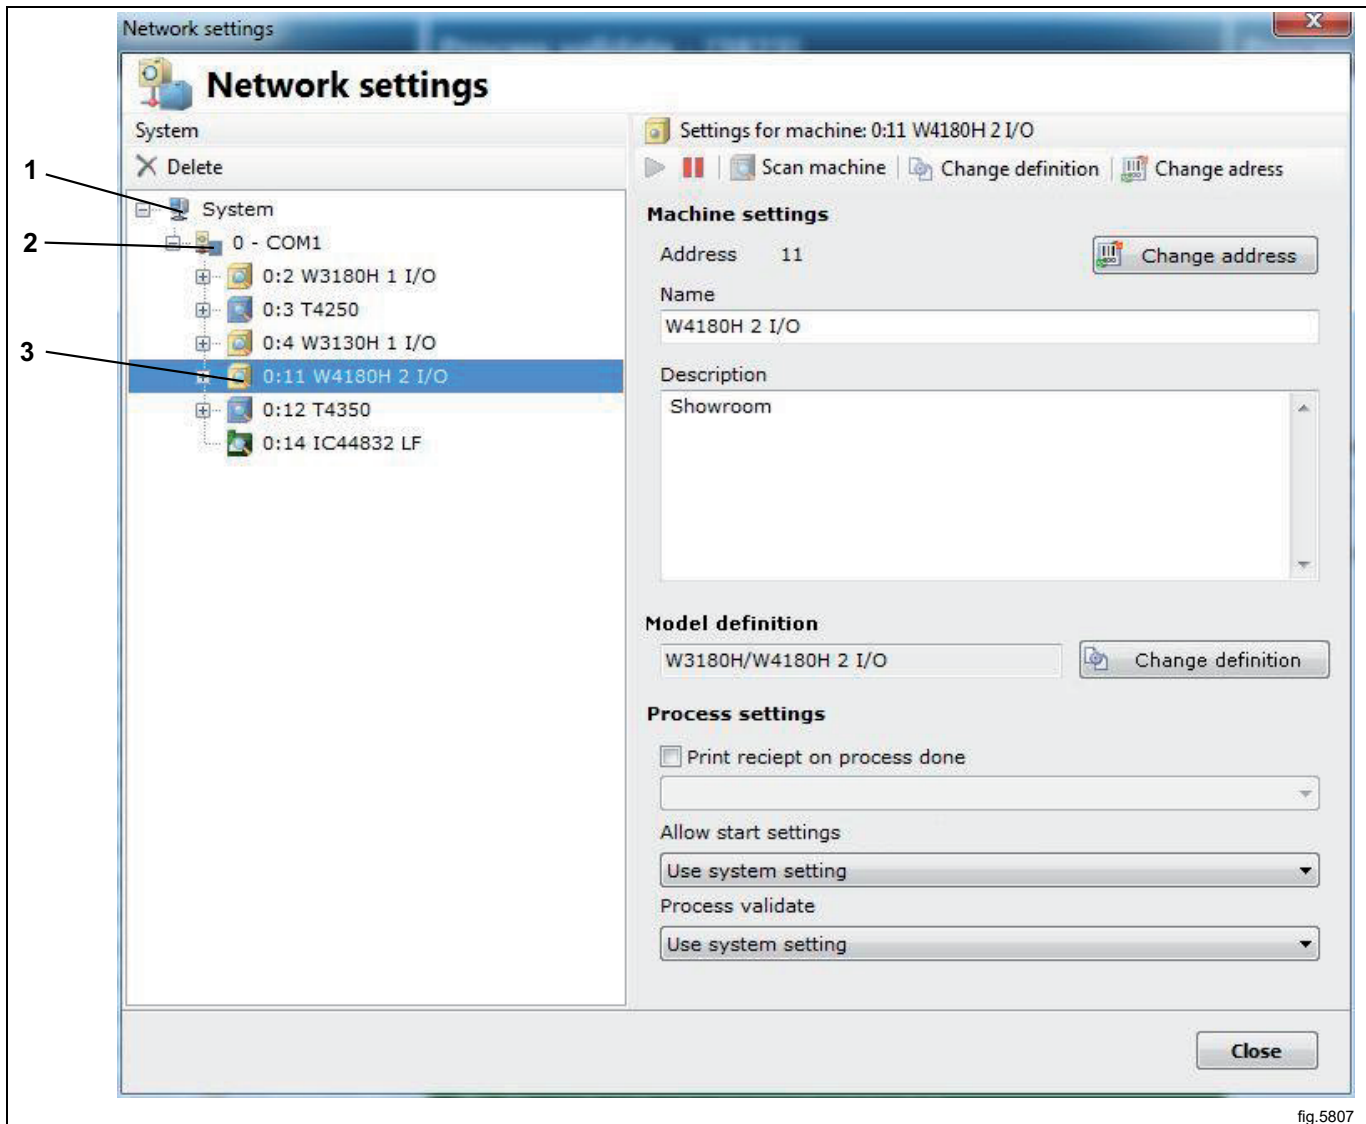 Network settings
Network settings
System
Delete
1
System
2
0 - COM1
0:2 W3180H 1 I/O
0:3 T4250
0:4 W3130H 1 I/O
3
0:11 W4180H 2 I/O
0:12 T4350
0:14 IC44832 LF
Settings for machine: 0:11 W4180H 2 I/O
Scan machine Change definition Change adress
Machine settings
Address 11 Change address
Name
W4180H 2 I/O
Description
Showroom
Model definition
W3180H/W4180H 2 I/O Change definition
Process settings
Print reciept on process done
Allow start settings
Use system setting
Process validate
Use system setting
Close
fig.5807